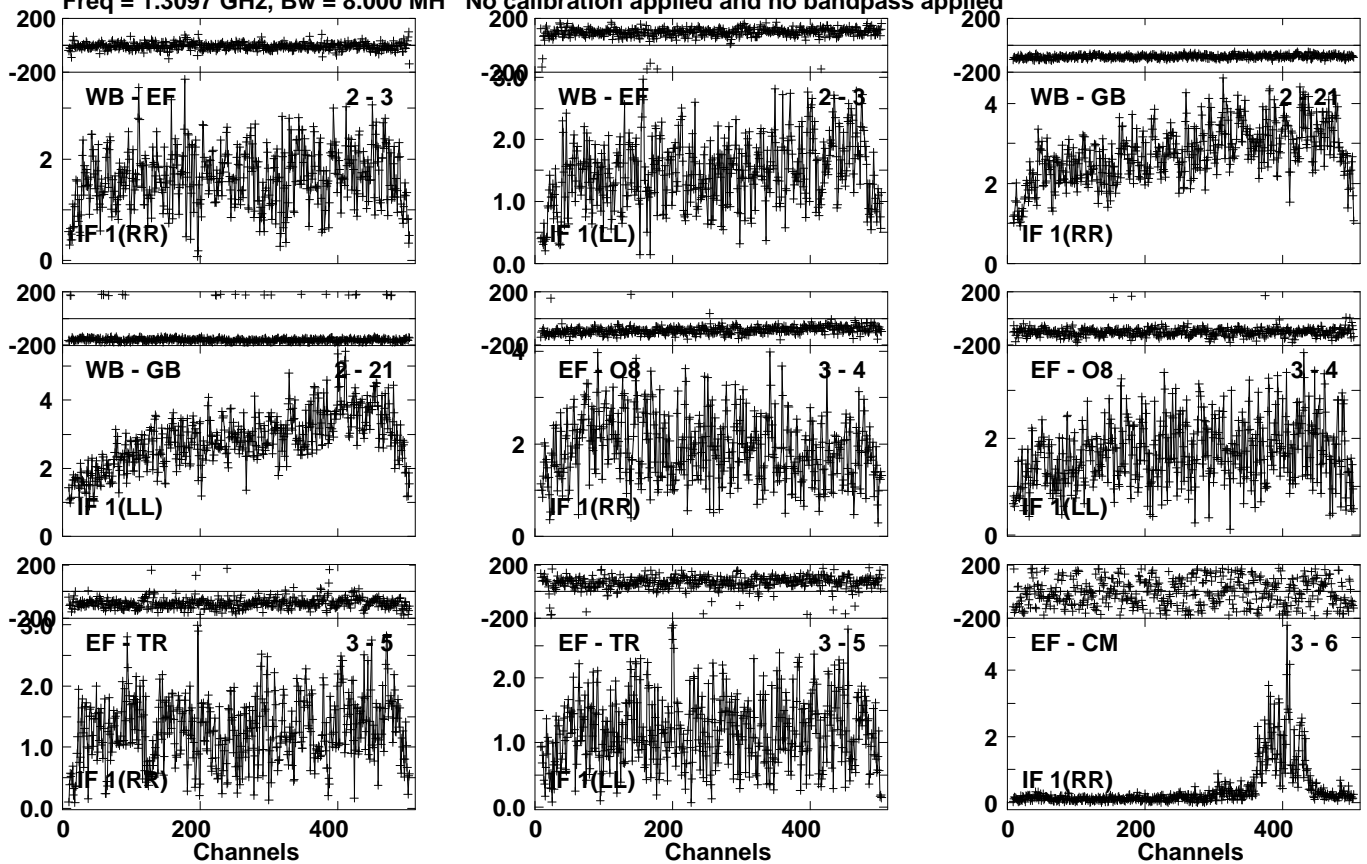 Freq = 1.3097 GHz, Bw = 8.000 MH No calibration applied and no bandpass applied
200
-200
WB - EF 2 - 3
2
0
IF 1(RR)
-200
3.0
WB - EF 2 - 3
2.0
1.0
0.0
IF 1(LL)
200
-200
WB - GB 2 - 21
4
2
0
IF 1(RR)
200
-200
WB - GB 2 - 21
4
2
0
IF 1(LL)
200
-200
4
EF - O8 3 - 4
2
0
IF 1(RR)
200
-200
EF - O8 3 - 4
2
0
IF 1(LL)
200
-200
3.0
EF - TR 3 - 5
2.0
1.0
0.0
IF 1(RR)
0 200 400
Channels
200
-200
EF - TR 3 - 5
2.0
1.0
0.0
IF 1(LL)
0 200 400
Channels
200
-200
EF - CM 3 - 6
4
2
0
IF 1(RR)
0 200 400
Channels